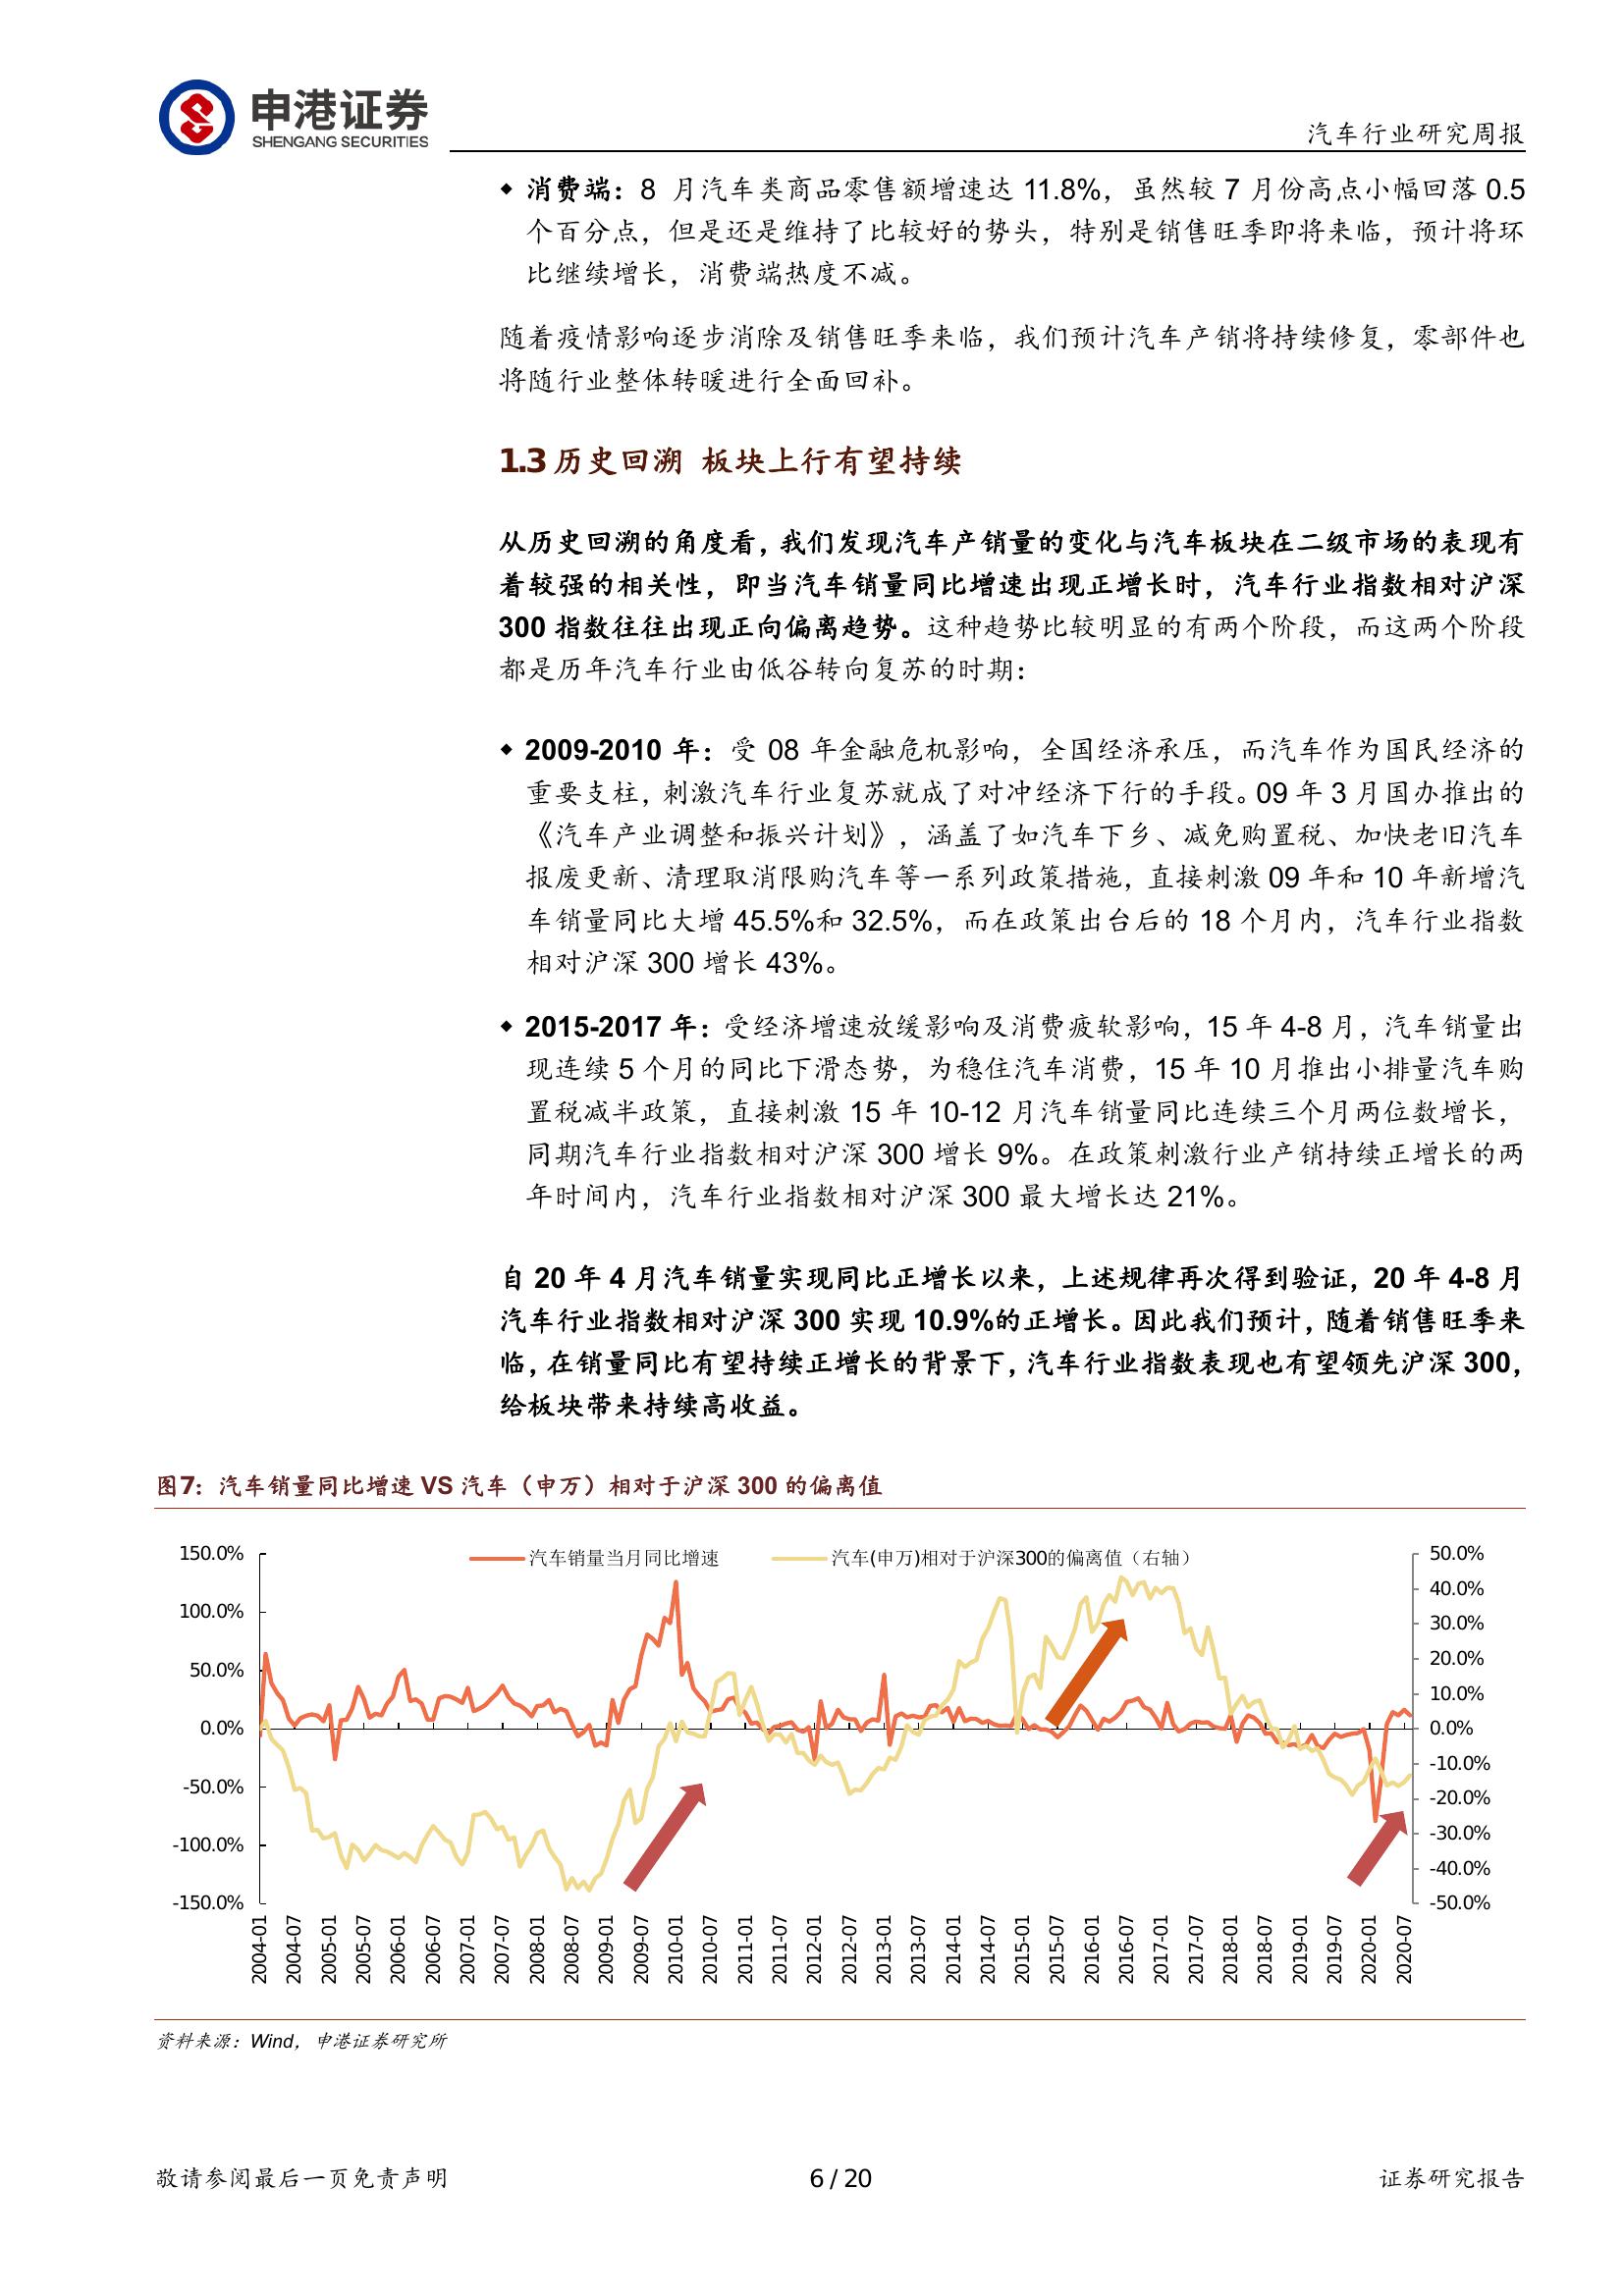 申港证券
SHENGANG SECURITIES
汽车行业研究周报
◆ 消费端：8 月汽车类商品零售额增速达 11.8%，虽然较 7 月份高点小幅回落 0.5
个百分点，但是还是维持了比较好的势头，特别是销售旺季即将来临，预计将环
比继续增长，消费端热度不减。
随着疫情影响逐步消除及销售旺季来临，我们预计汽车产销将持续修复，零部件也
将随行业整体转暖进行全面回补。
1.3 历史回溯 板块上行有望持续
从历史回溯的角度看，我们发现汽车产销量的变化与汽车板块在二级市场的表现有
着较强的相关性，即当汽车销量同比增速出现正增长时，汽车行业指数相对沪深
300 指数往往出现正向偏离趋势。这种趋势比较明显的有两个阶段，而这两个阶段
都是历年汽车行业由低谷转向复苏的时期：
◆ 2009-2010 年：受 08 年金融危机影响，全国经济承压，而汽车作为国民经济的
重要支柱，刺激汽车行业复苏就成了对冲经济下行的手段。09 年 3 月国办推出的
《汽车产业调整和振兴计划》，涵盖了如汽车下乡、减免购置税、加快老旧汽车
报废更新、清理取消限购汽车等一系列政策措施，直接刺激 09 年和 10 年新增汽
车销量同比大增 45.5%和 32.5%，而在政策出台后的 18 个月内，汽车行业指数
相对沪深 300 增长 43%。
◆ 2015-2017 年：受经济增速放缓影响及消费疲软影响，15 年 4-8 月，汽车销量出
现连续 5 个月的同比下滑态势，为稳住汽车消费，15 年 10 月推出小排量汽车购
置税减半政策，直接刺激 15 年 10-12 月汽车销量同比连续三个月两位数增长，
同期汽车行业指数相对沪深 300 增长 9%。在政策刺激行业产销持续正增长的两
年时间内，汽车行业指数相对沪深 300 最大增长达 21%。
自 20 年 4 月汽车销量实现同比正增长以来，上述规律再次得到验证，20 年 4-8 月
汽车行业指数相对沪深 300 实现 10.9%的正增长。因此我们预计，随着销售旺季来
临，在销量同比有望持续正增长的背景下，汽车行业指数表现也有望领先沪深 300，
给板块带来持续高收益。
图7：汽车销量同比增速 VS 汽车（申万）相对于沪深 300 的偏离值
汽车销量当月同比增速 汽车(申万)相对于沪深300的偏离值（右轴）
150.0% 50.0%
40.0%
100.0%
30.0%
50.0% 20.0%
10.0%
0.0% 0.0%
-10.0%
-50.0%
-20.0%
-30.0%
-100.0%
-40.0%
-150.0% -50.0%
2004-01 2004-07 2005-01 2005-07 2006-01 2006-07 2007-01 2007-07 2008-01 2008-07 2009-01 2009-07 2010-01 2010-07 2011-01 2011-07 2012-01 2012-07 2013-01 2013-07 2014-01 2014-07 2015-01 2015-07 2016-01 2016-07 2017-01 2017-07 2018-01 2018-07 2019-01 2019-07 2020-01 2020-07
资料来源：Wind，申港证券研究所
敬请参阅最后一页免责声明 6 / 20 证券研究报告